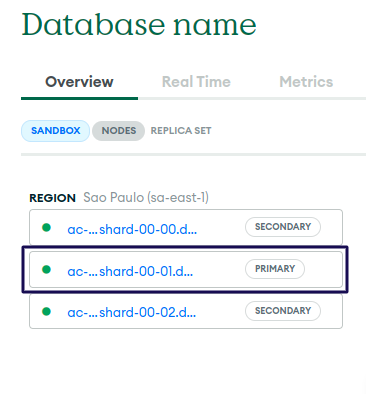 Database name
Overview Real Time Metrics
SANDBOX NODES REPLICA SET
REGION Sao Paulo (sa-east-1)
ac-...shard-00-00.d... SECONDARY
ac-...shard-00-01.d... PRIMARY
ac-...shard-00-02.d... SECONDARY